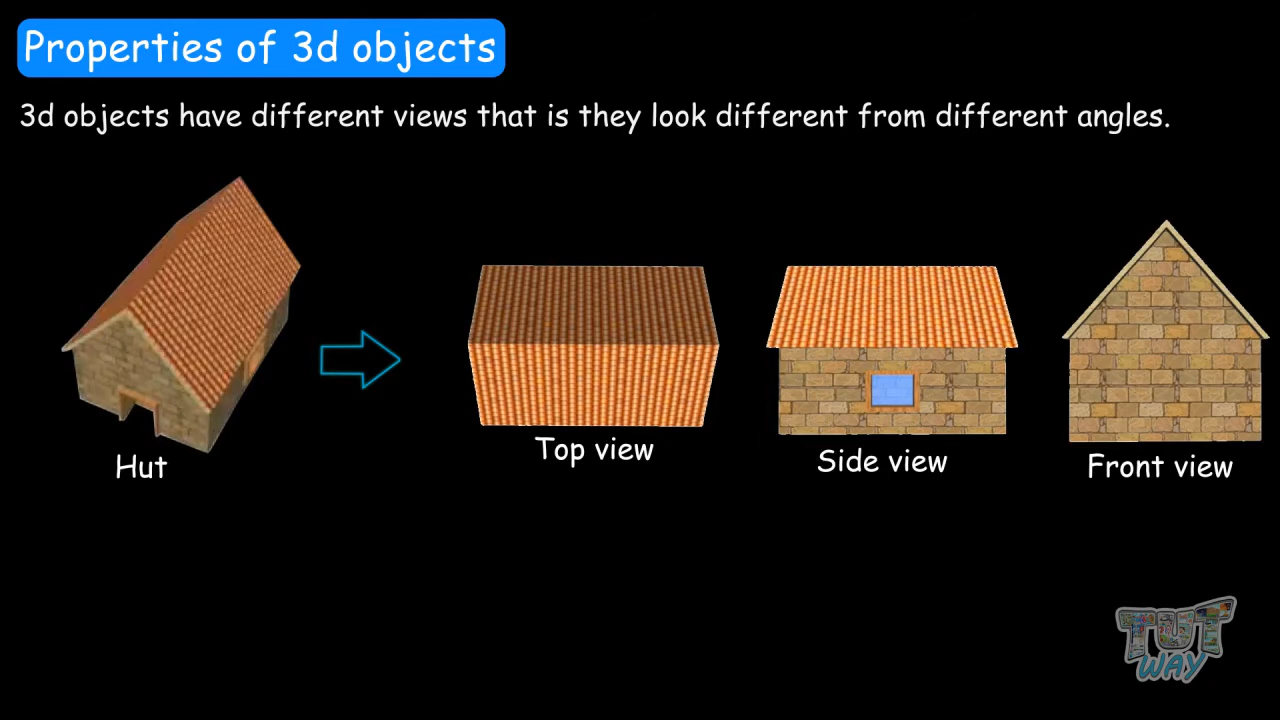 Properties of 3d objects
3d objects have different views that is they look different from different angles.
Hut
Top view
Side view
Front view
TUT
WAY